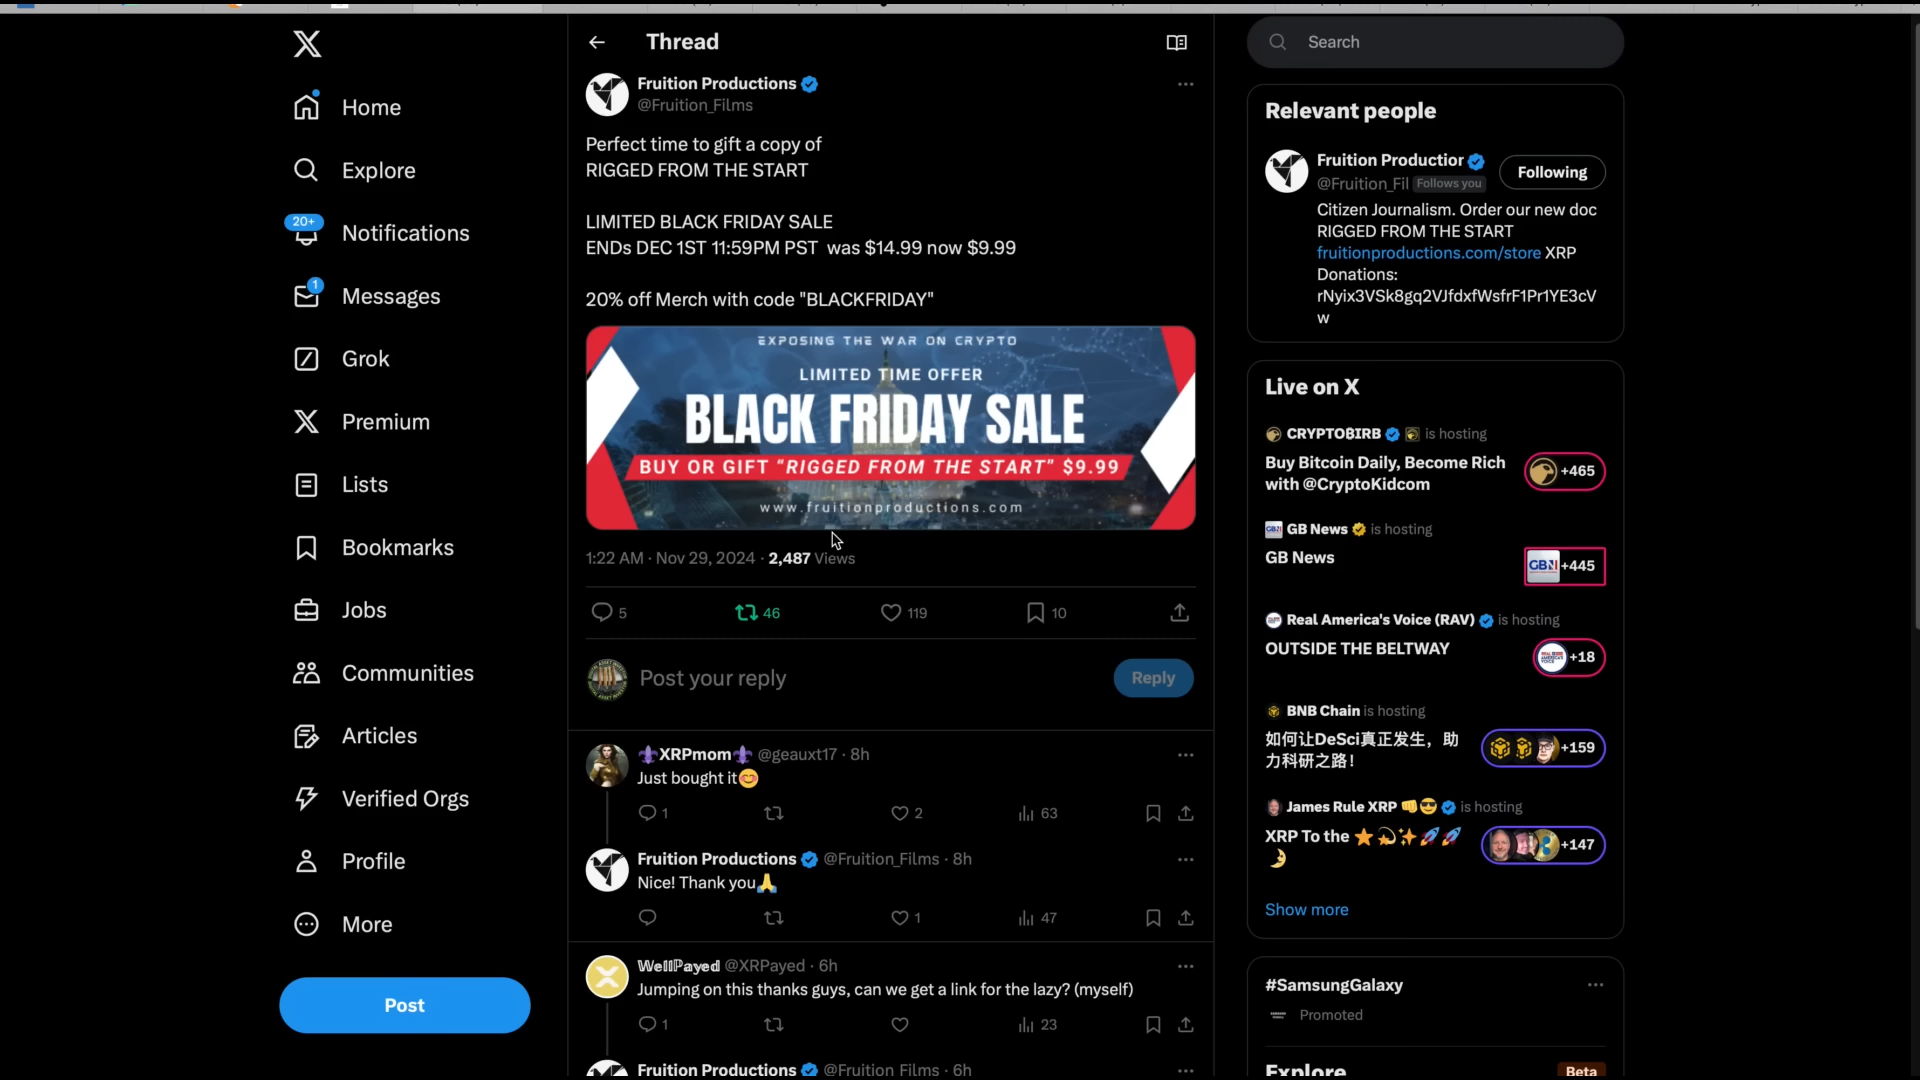 Thread
Search
Fruition Productions
@Fruition_Films
Perfect time to gift a copy of
RIGGED FROM THE START
LIMITED BLACK FRIDAY SALE
ENDs DEC 1ST 11:59PM PST was $14.99 now $9.99
20% off Merch with code "BLACKFRIDAY"
EXPOSING THE WAR ON CRYPTO
LIMITED TIME OFFER
BLACK FRIDAY SALE
BUY OR GIFT "RIGGED FROM THE START" $9.99
www.fruitionproductions.com
1:22 AM · Nov 29, 2024 · 2,487 Views
5 46 119 10
Post your reply
Reply
XRPmom @geauxt17 · 8h
Just bought it
1 2 63
Fruition Productions @Fruition_Films · 8h
Nice! Thank you
1 47
WellPayed @XRPayed · 6h
Jumping on this thanks guys, can we get a link for the lazy? (myself)
1 23
Fruition Productions @Fruition_Films · 6h
Home
Explore
20+
Notifications
1
Messages
Grok
Premium
Lists
Bookmarks
Jobs
Communities
Articles
Verified Orgs
Profile
More
Post
Relevant people
Fruition Productior
@Fruition_Fil Follows you
Following
Citizen Journalism. Order our new doc
RIGGED FROM THE START
fruitionproductions.com/store XRP
Donations:
rNyix3VSk8gq2VJfdxfWsfrF1Pr1YE3cV
w
Live on X
CRYPTO₿IRB is hosting
Buy Bitcoin Daily, Become Rich
with @CryptoKidcom
+465
GB News is hosting
GB News
GBN +445
Real America's Voice (RAV) is hosting
OUTSIDE THE BELTWAY
+18
BNB Chain is hosting
如何让DeSci真正发生，助
力科研之路！
+159
James Rule XRP is hosting
XRP To the
+147
Show more
#SamsungGalaxy
Promoted
Explore
Beta